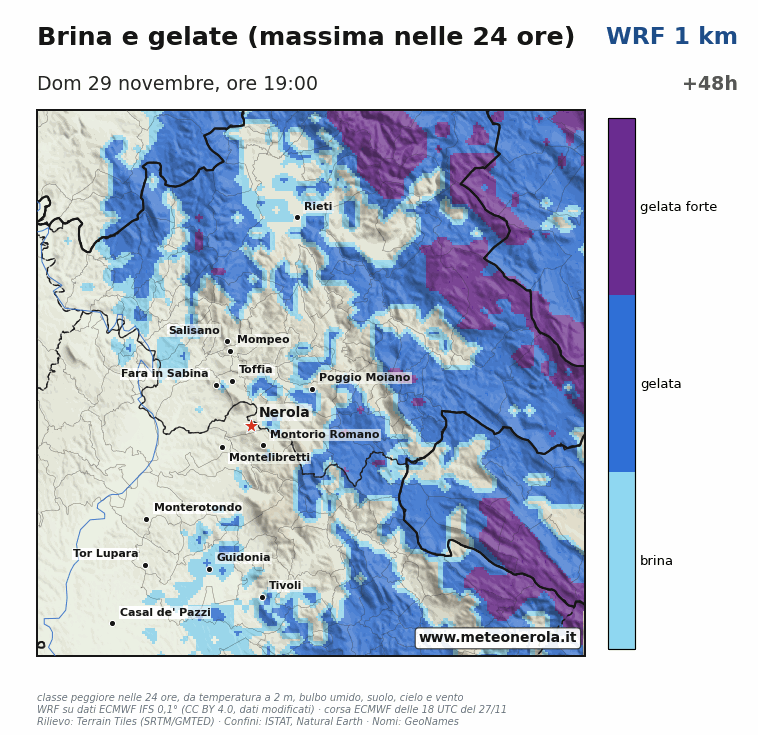 Brina e gelate (massima nelle 24 ore) WRF 1 km
Dom 29 novembre, ore 19:00 +48h
gelata forte
Rieti
Salisano
Mompeo
Fara in Sabina
Toffia
Poggio Moiano
gelata
Nerola
Montorio Romano
Montelibretti
Monterotondo
Tor Lupara
Guidonia
brina
Tivoli
Casal de' Pazzi
www.meteonerola.it
classe peggiore nelle 24 ore, da temperatura a 2 m, bulbo umido, suolo, cielo e vento
WRF su dati ECMWF IFS 0,1° (CC BY 4.0, dati modificati) · corsa ECMWF delle 18 UTC del 27/11
Rilievo: Terrain Tiles (SRTM/GMTED) · Confini: ISTAT, Natural Earth · Nomi: GeoNames